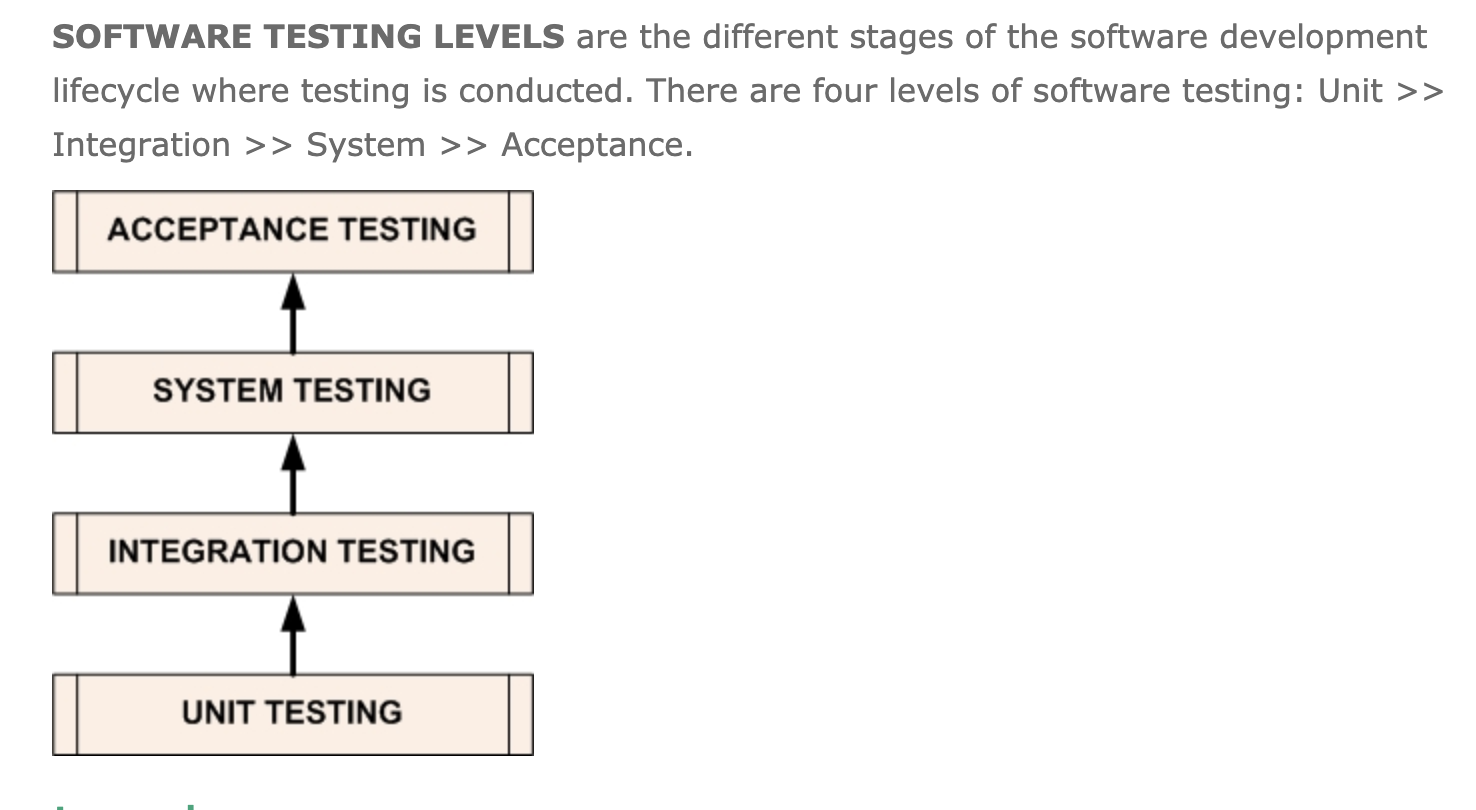 SOFTWARE TESTING LEVELS are the different stages of the software development
lifecycle where testing is conducted. There are four levels of software testing: Unit >>
Integration >> System >> Acceptance.
ACCEPTANCE TESTING
SYSTEM TESTING
INTEGRATION TESTING
UNIT TESTING